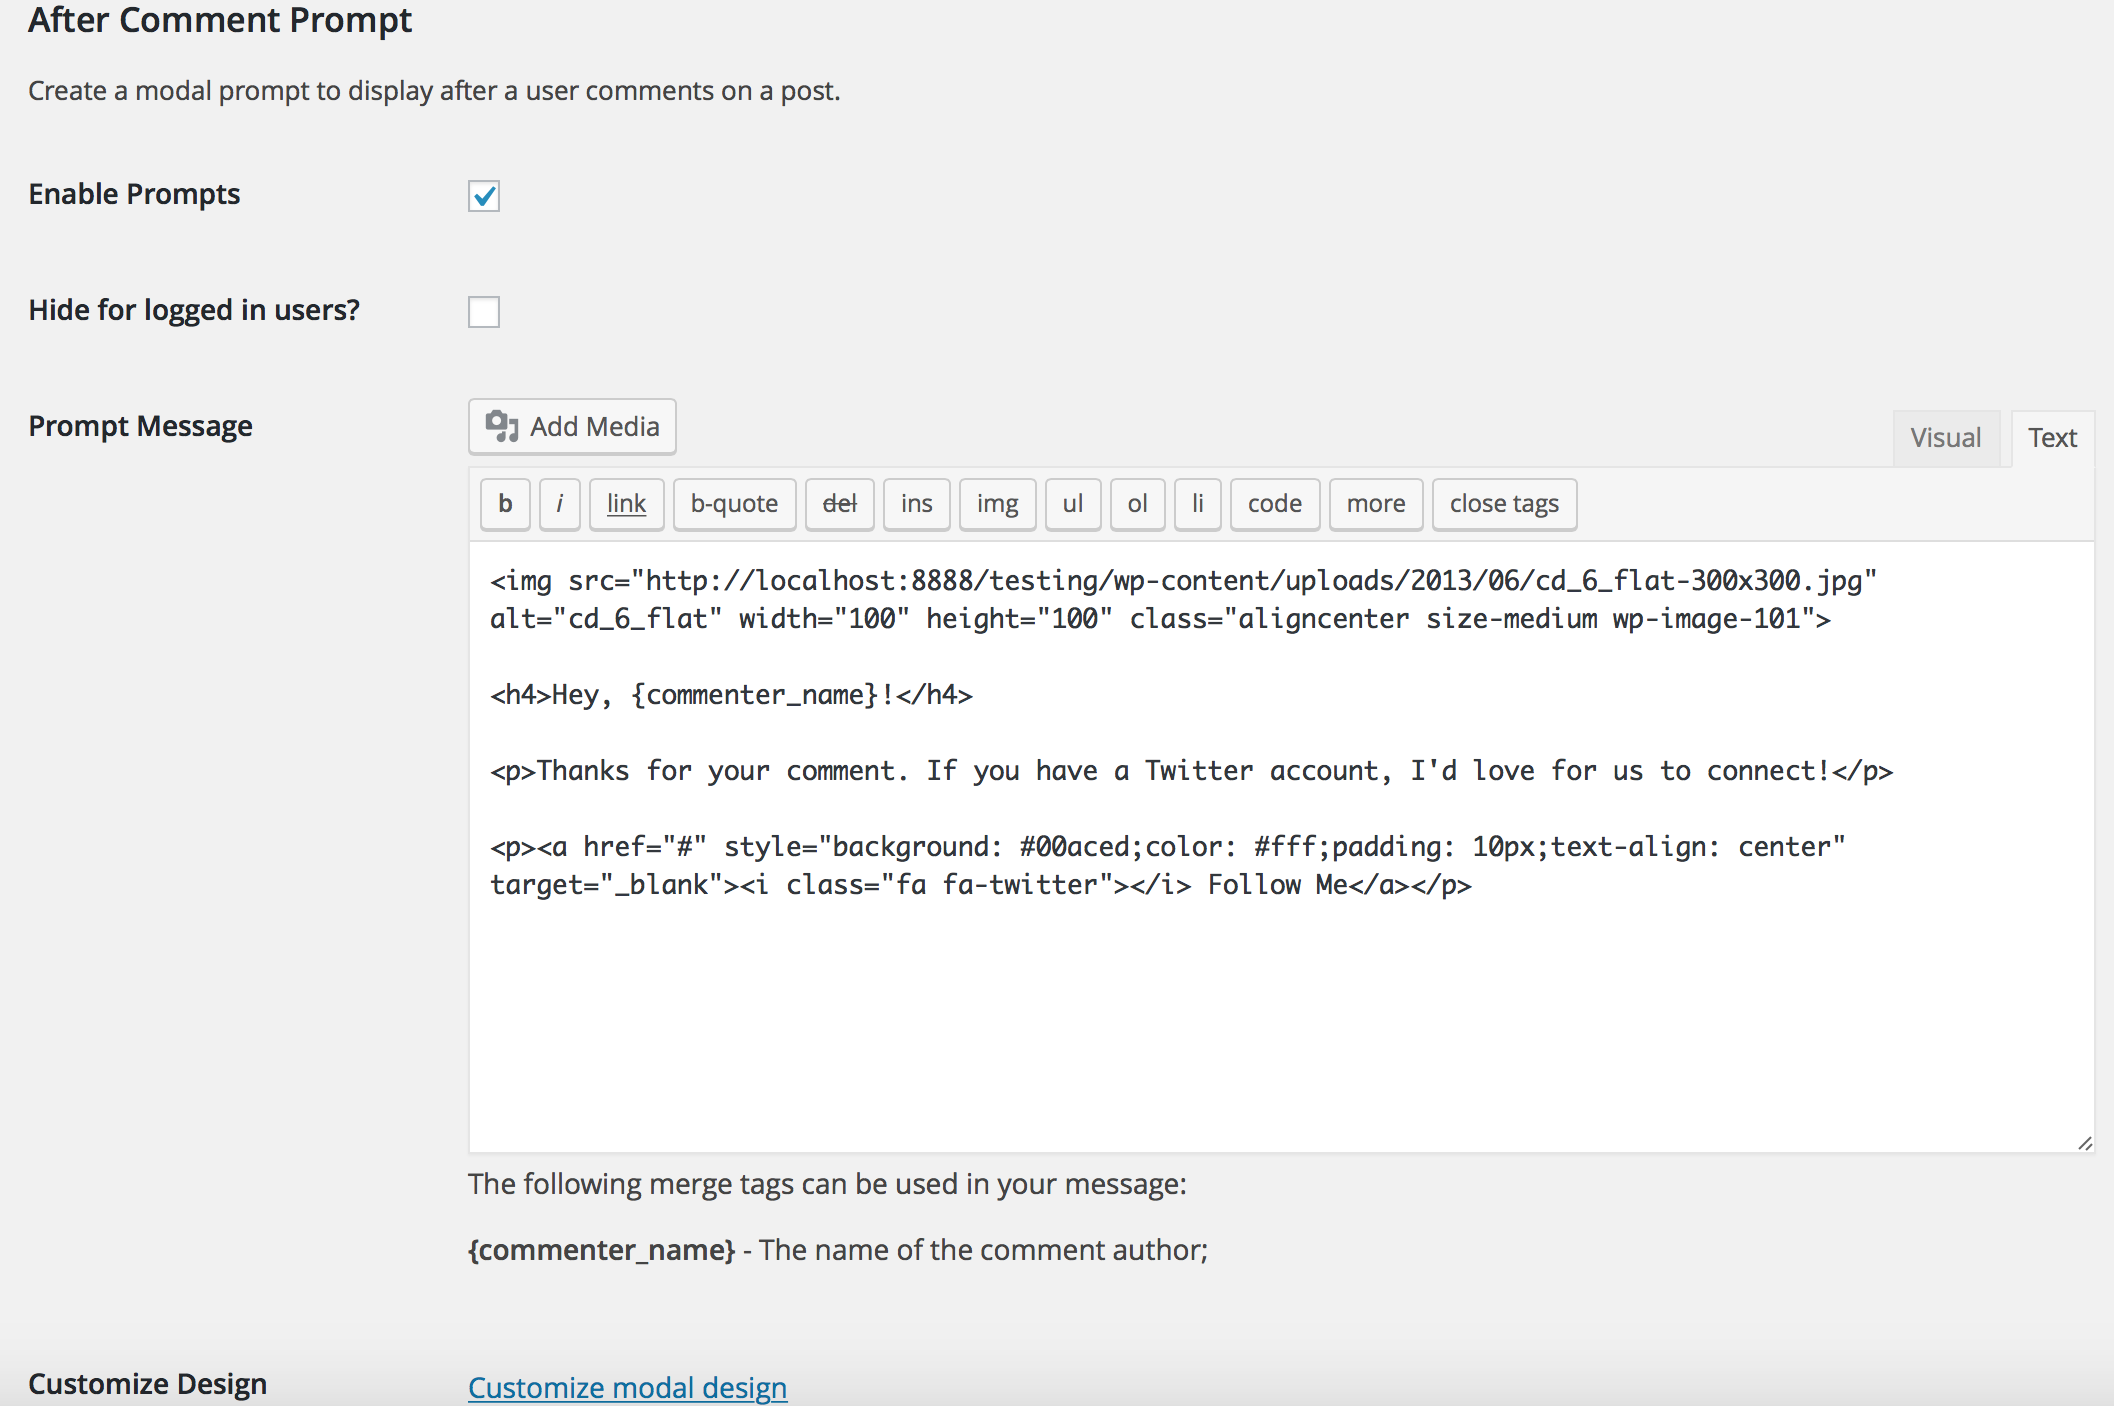 After Comment Prompt
Create a modal prompt to display after a user comments on a post.
Enable Prompts
Hide for logged in users?
Prompt Message
Add Media
Visual
Text
b
i
link
b-quote
del
ins
img
ul
ol
li
code
more
close tags
<img src="http://localhost:8888/testing/wp-content/uploads/2013/06/cd_6_flat-300x300.jpg"
alt="cd_6_flat" width="100" height="100" class="aligncenter size-medium wp-image-101">
<h4>Hey, {commenter_name}!</h4>
<p>Thanks for your comment. If you have a Twitter account, I'd love for us to connect!</p>
<p><a href="#" style="background: #00aced;color: #fff;padding: 10px;text-align: center"
target="_blank"><i class="fa fa-twitter"></i> Follow Me</a></p>
The following merge tags can be used in your message:
{commenter_name} - The name of the comment author;
Customize Design
Customize modal design